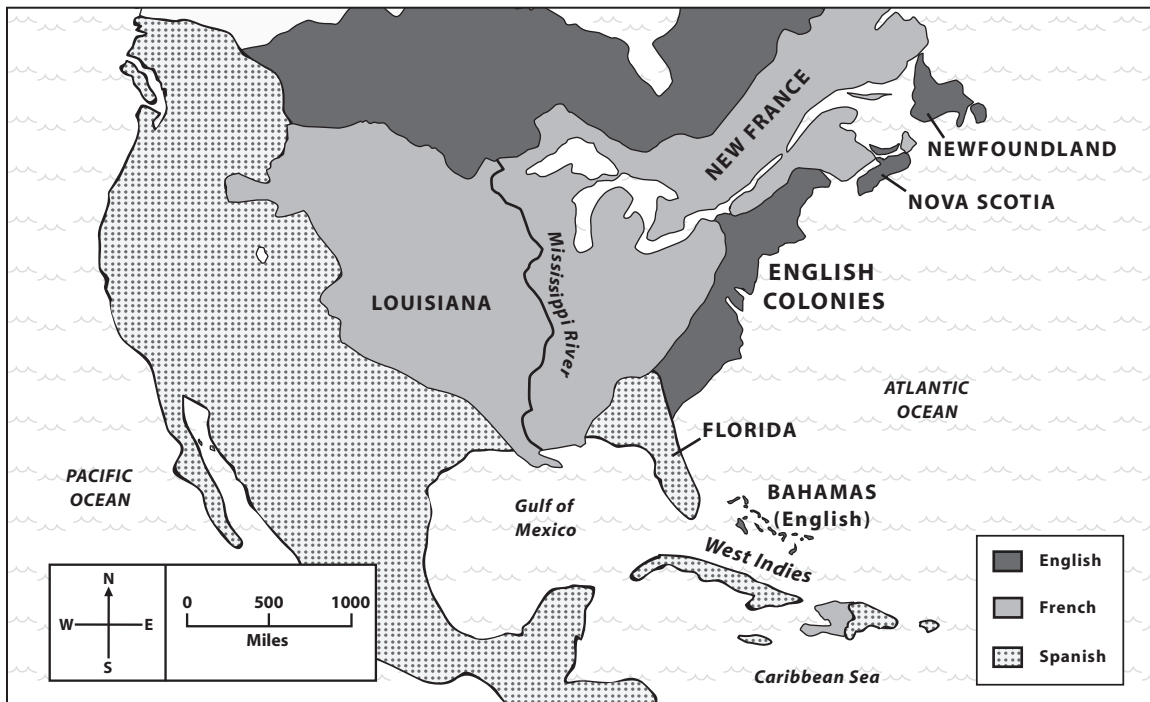 NEW FRANCE
NEWFOUNDLAND
NOVA SCOTIA
Mississippi River
ENGLISH
COLONIES
LOUISIANA
ATLANTIC
OCEAN
FLORIDA
PACIFIC
OCEAN
Gulf of
Mexico
BAHAMAS
(English)
West Indies
Caribbean Sea
N
W E
S
0 500 1000
Miles
English
French
Spanish